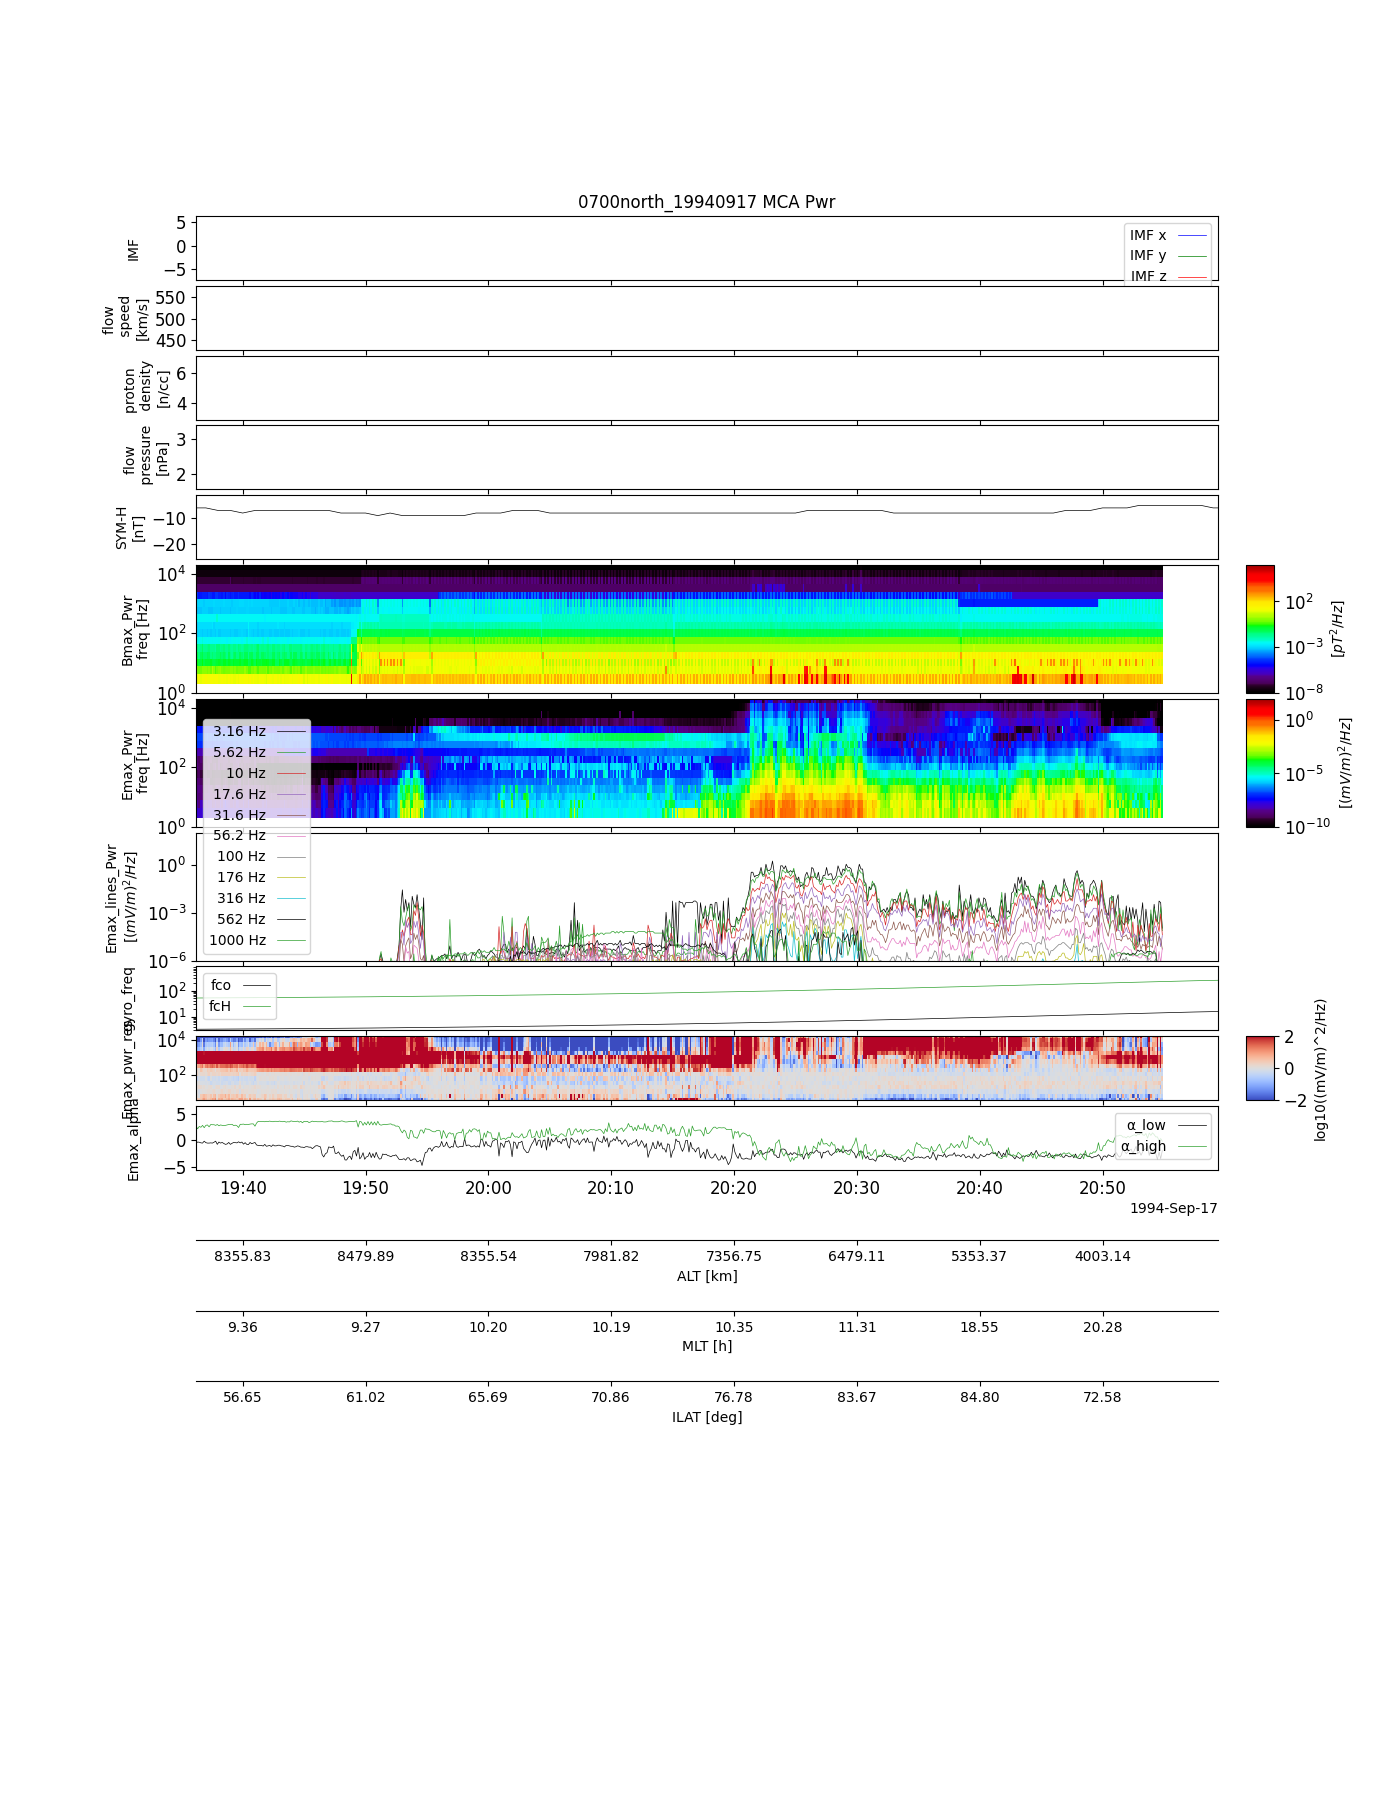 0700north_19940917 MCA Pwr
5
0
−5
IMF
IMF x
IMF y
IMF z
550
500
450
flow
speed
[km/s]
6
4
proton
density
[n/cc]
3
2
flow
pressure
[nPa]
−10
−20
SYM-H
[nT]
10^4
10^2
10^0
Bmax_Pwr
freq [Hz]
10^2
10^−3
10^−8
[pT^2/Hz]
10^4
10^2
10^0
Emax_Pwr
freq [Hz]
10^0
10^−5
10^−10
[(mV/m)^2/Hz]
3.16 Hz
5.62 Hz
10 Hz
17.6 Hz
31.6 Hz
56.2 Hz
100 Hz
176 Hz
316 Hz
562 Hz
1000 Hz
10^0
10^−3
10^−6
Emax_lines_Pwr
[(mV/m)^2/Hz]
10^2
10^1
gyro_freq
fco
fcH
10^4
10^2
Emax_pwr_reg
2
0
−2
log10((mV/m)^2/Hz)
5
0
−5
Emax_alpha
α_low
α_high
19:40 19:50 20:00 20:10 20:20 20:30 20:40 20:50
1994-Sep-17
8355.83 8479.89 8355.54 7981.82 7356.75 6479.11 5353.37 4003.14
ALT [km]
9.36 9.27 10.20 10.19 10.35 11.31 18.55 20.28
MLT [h]
56.65 61.02 65.69 70.86 76.78 83.67 84.80 72.58
ILAT [deg]